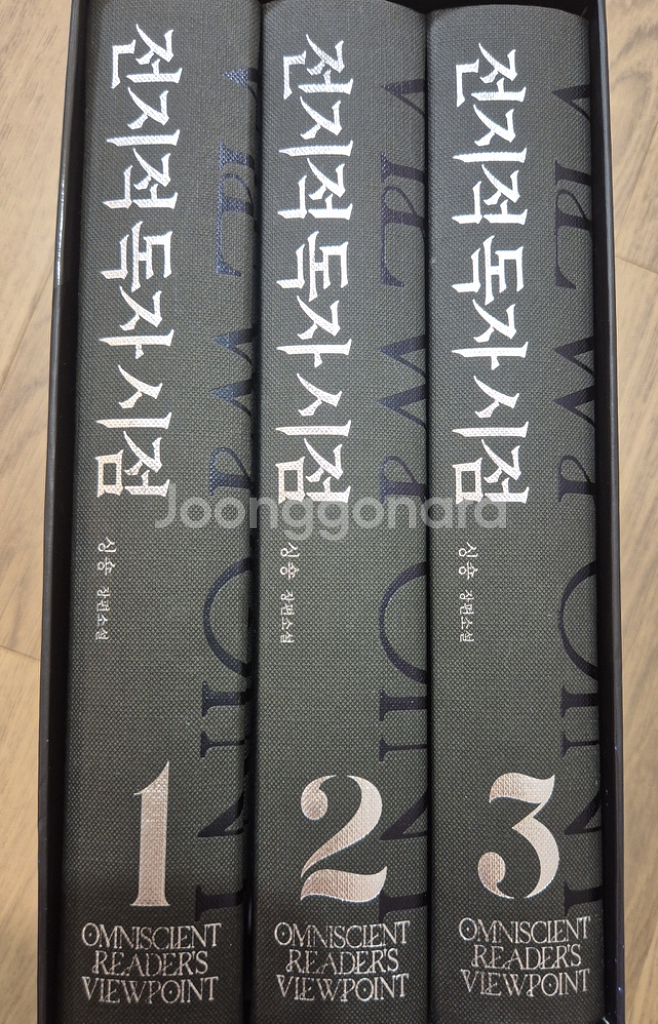 전지적 독자 시점
싱숑 장편소설
1
OMNISCIENT
READER'S
VIEWPOINT
전지적 독자 시점
싱숑 장편소설
2
OMNISCIENT
READER'S
VIEWPOINT
전지적 독자 시점
싱숑 장편소설
3
OMNISCIENT
READER'S
VIEWPOINT
Joonggonara